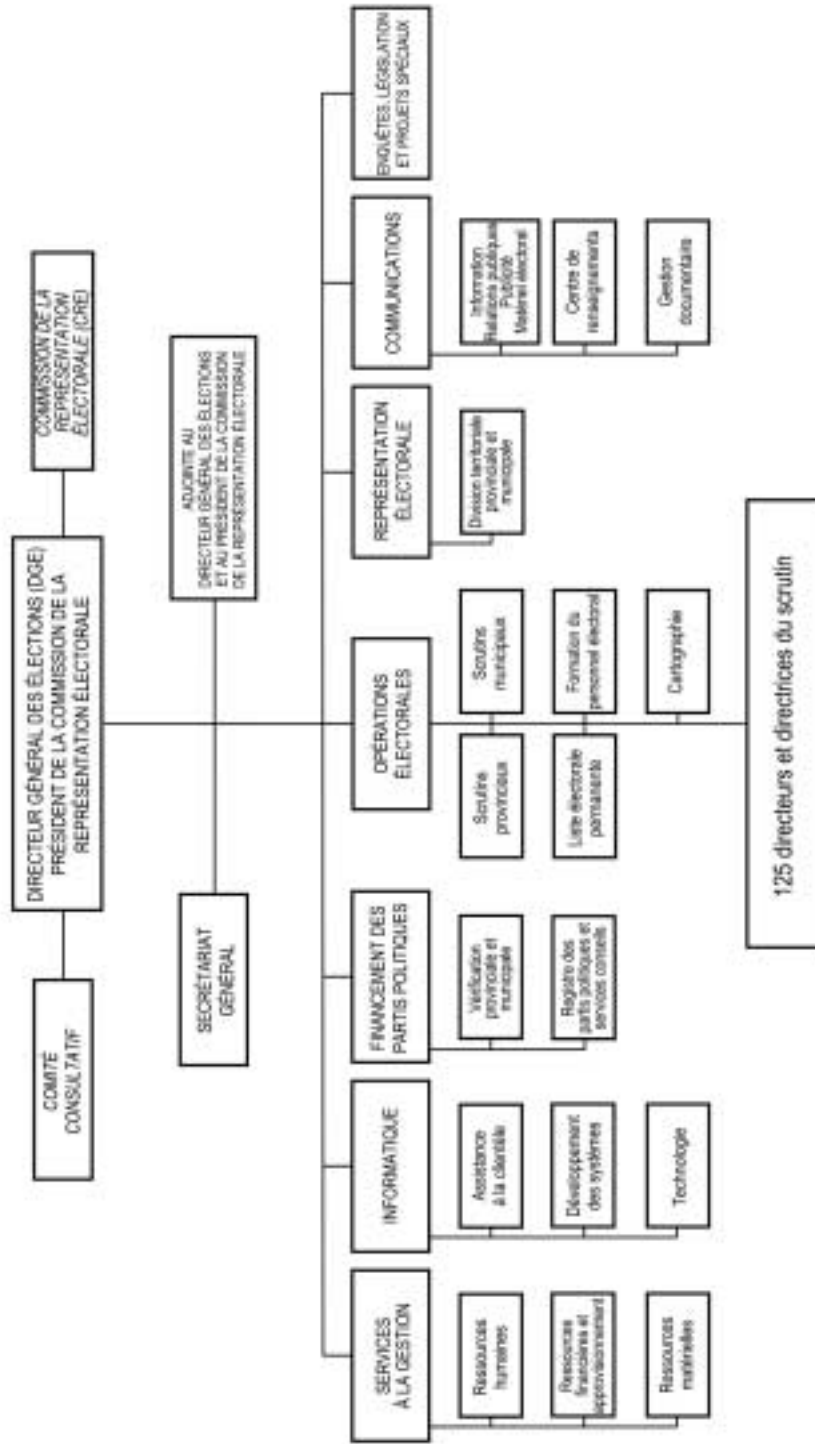 COMITÉ
CONSULTATIF
DIRECTEUR GÉNÉRAL DES ÉLECTIONS (DGE)
PRÉSIDENT DE LA COMMISSION DE LA
REPRÉSENTATION ÉLECTORALE
COMMISSION DE LA
REPRÉSENTATION
ÉLECTORALE (CRE)
SECRÉTARIAT
GÉNÉRAL
ADJOINTE AU
DIRECTEUR GÉNÉRAL DES ÉLECTIONS
ET AU PRÉSIDENT DE LA COMMISSION
DE LA REPRÉSENTATION ÉLECTORALE
SERVICES
À LA GESTION
Ressources
humaines
Ressources
financières et
approvisionnement
Ressources
matérielles
INFORMATIQUE
Assistance
à la clientèle
Développement
des systèmes
Technologie
FINANCEMENT DES
PARTIS POLITIQUES
Vérification
provinciale et
municipale
Registre des
partis politiques et
services conseils
OPÉRATIONS
ÉLECTORALES
Scrutins
provinciaux
Scrutins
municipaux
Liste électorale
permanente
Formation du
personnel électoral
Cartographie
REPRÉSENTATION
ÉLECTORALE
Division territoriale
provinciale et
municipale
COMMUNICATIONS
Information
Relations publiques
Publicité
Matériel électoral
Centre de
renseignements
Gestion
documentaire
ENQUÊTES, LÉGISLATION
ET PROJETS SPÉCIAUX
125 directeurs et directrices du scrutin